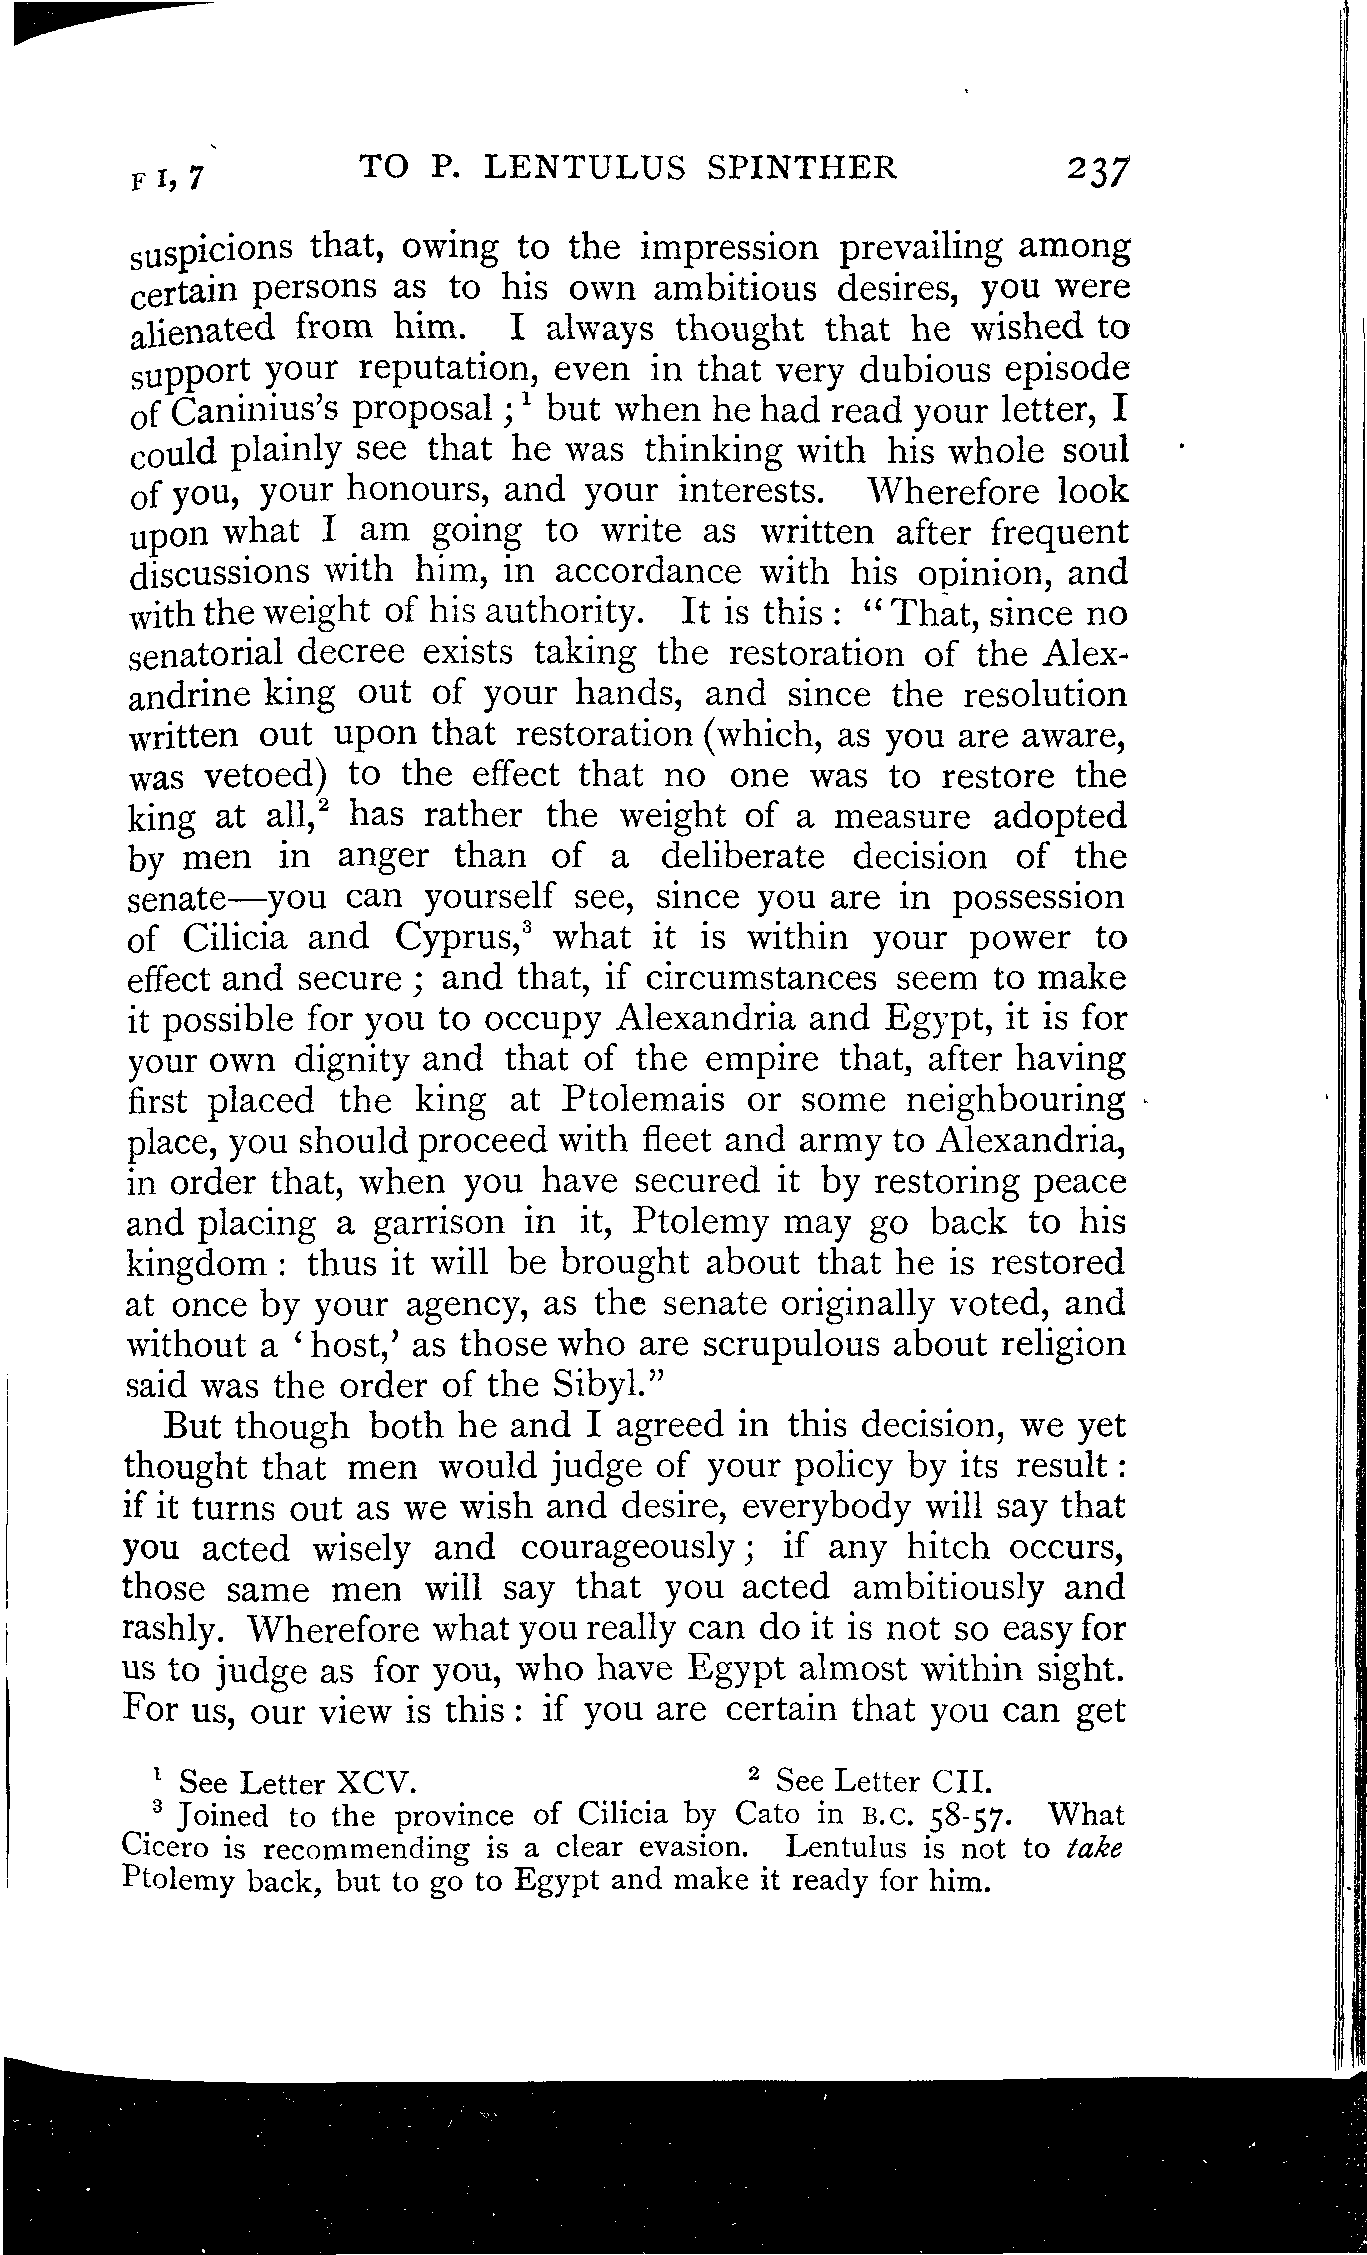 F I, 7 TO P. LENTULUS SPINTHER 237
suspicions that, owing to the impression prevailing among
certain persons as to his own ambitious desires, you were
alienated from him. I always thought that he wished to
support your reputation, even in that very dubious episode
of Caninius's proposal ;¹ but when he had read your letter, I
could plainly see that he was thinking with his whole soul
of you, your honours, and your interests. Wherefore look
upon what I am going to write as written after frequent
discussions with him, in accordance with his opinion, and
with the weight of his authority. It is this : "That, since no
senatorial decree exists taking the restoration of the Alex-
andrine king out of your hands, and since the resolution
written out upon that restoration (which, as you are aware,
was vetoed) to the effect that no one was to restore the
king at all,² has rather the weight of a measure adopted
by men in anger than of a deliberate decision of the
senate—you can yourself see, since you are in possession
of Cilicia and Cyprus,³ what it is within your power to
effect and secure ; and that, if circumstances seem to make
it possible for you to occupy Alexandria and Egypt, it is for
your own dignity and that of the empire that, after having
first placed the king at Ptolemais or some neighbouring
place, you should proceed with fleet and army to Alexandria,
in order that, when you have secured it by restoring peace
and placing a garrison in it, Ptolemy may go back to his
kingdom : thus it will be brought about that he is restored
at once by your agency, as the senate originally voted, and
without a 'host,' as those who are scrupulous about religion
said was the order of the Sibyl."
But though both he and I agreed in this decision, we yet
thought that men would judge of your policy by its result :
if it turns out as we wish and desire, everybody will say that
you acted wisely and courageously ; if any hitch occurs,
those same men will say that you acted ambitiously and
rashly. Wherefore what you really can do it is not so easy for
us to judge as for you, who have Egypt almost within sight.
For us, our view is this : if you are certain that you can get
¹ See Letter XCV. ² See Letter CII.
³ Joined to the province of Cilicia by Cato in B.C. 58-57. What
Cicero is recommending is a clear evasion. Lentulus is not to take
Ptolemy back, but to go to Egypt and make it ready for him.